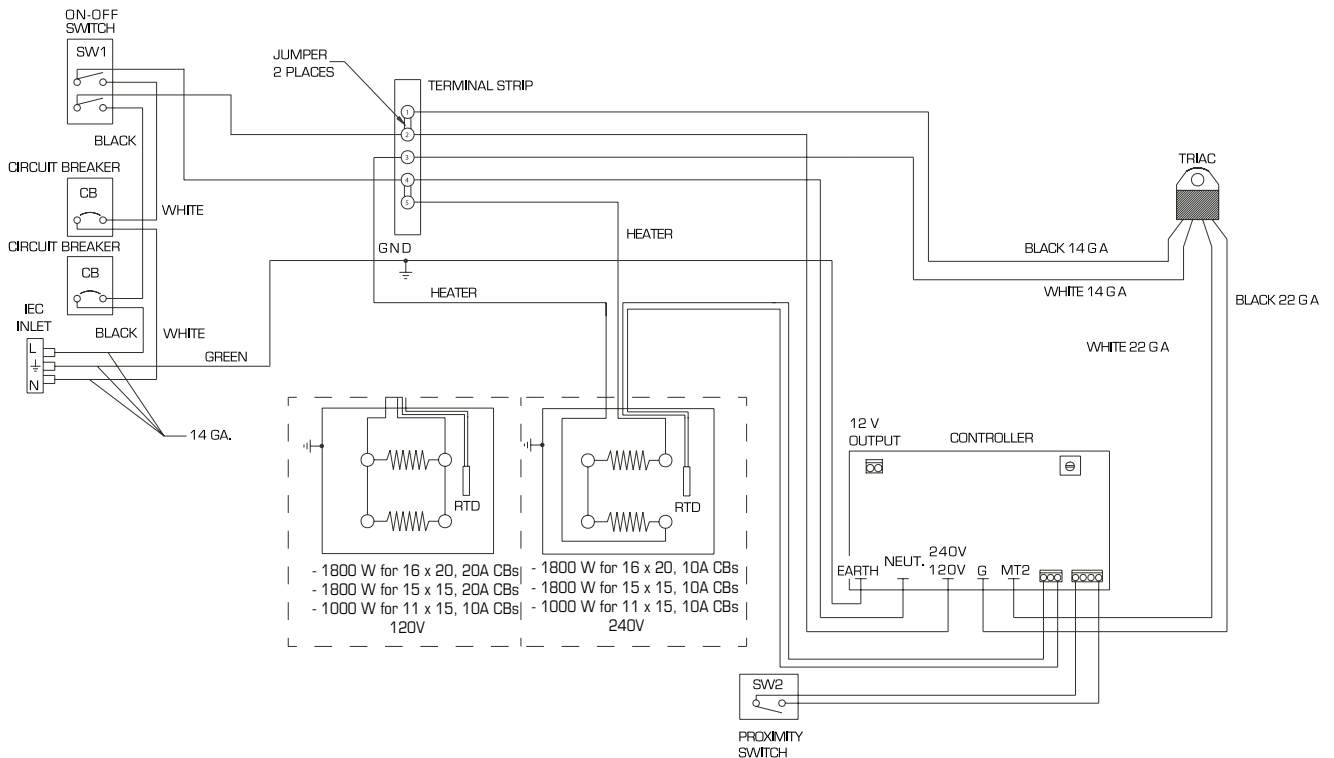 ON-OFF
SWITCH
SW1
JUMPER
2 PLACES
TERMINAL STRIP
1
2
3
4
5
BLACK
CIRCUIT BREAKER
CB
WHITE
CIRCUIT BREAKER
CB
IEC
INLET
L
N
BLACK
WHITE
GREEN
14 GA.
GND
HEATER
HEATER
TRIAC
BLACK 14 GA
WHITE 14 GA
BLACK 22 GA
WHITE 22 GA
RTD
- 1800 W for 16 x 20, 20A CBs
- 1800 W for 15 x 15, 20A CBs
- 1000 W for 11 x 15, 10A CBs
120V
RTD
- 1800 W for 16 x 20, 10A CBs
- 1800 W for 15 x 15, 10A CBs
- 1000 W for 11 x 15, 10A CBs
240V
12 V
OUTPUT
CONTROLLER
EARTH
NEUT.
240V
120V
G
MT2
SW2
PROXIMITY
SWITCH